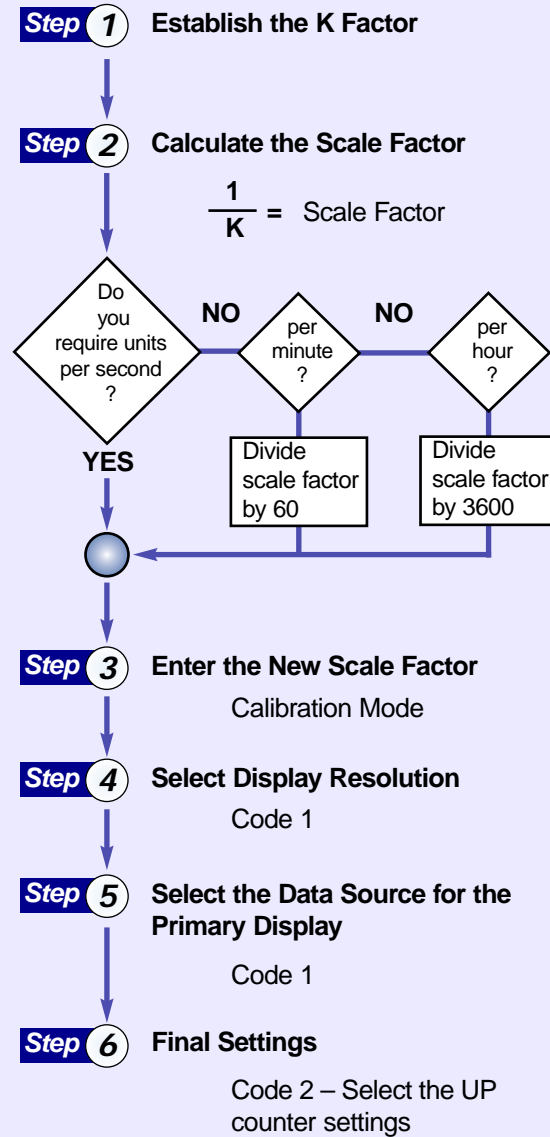 Step 1 Establish the K Factor
Step 2 Calculate the Scale Factor
1
K = Scale Factor
Do
you
require units
per second
?
NO
per
minute
?
NO
per
hour
?
YES
Divide
scale factor
by 60
Divide
scale factor
by 3600
Step 3 Enter the New Scale Factor
Calibration Mode
Step 4 Select Display Resolution
Code 1
Step 5 Select the Data Source for the
Primary Display
Code 1
Step 6 Final Settings
Code 2 – Select the UP
counter settings